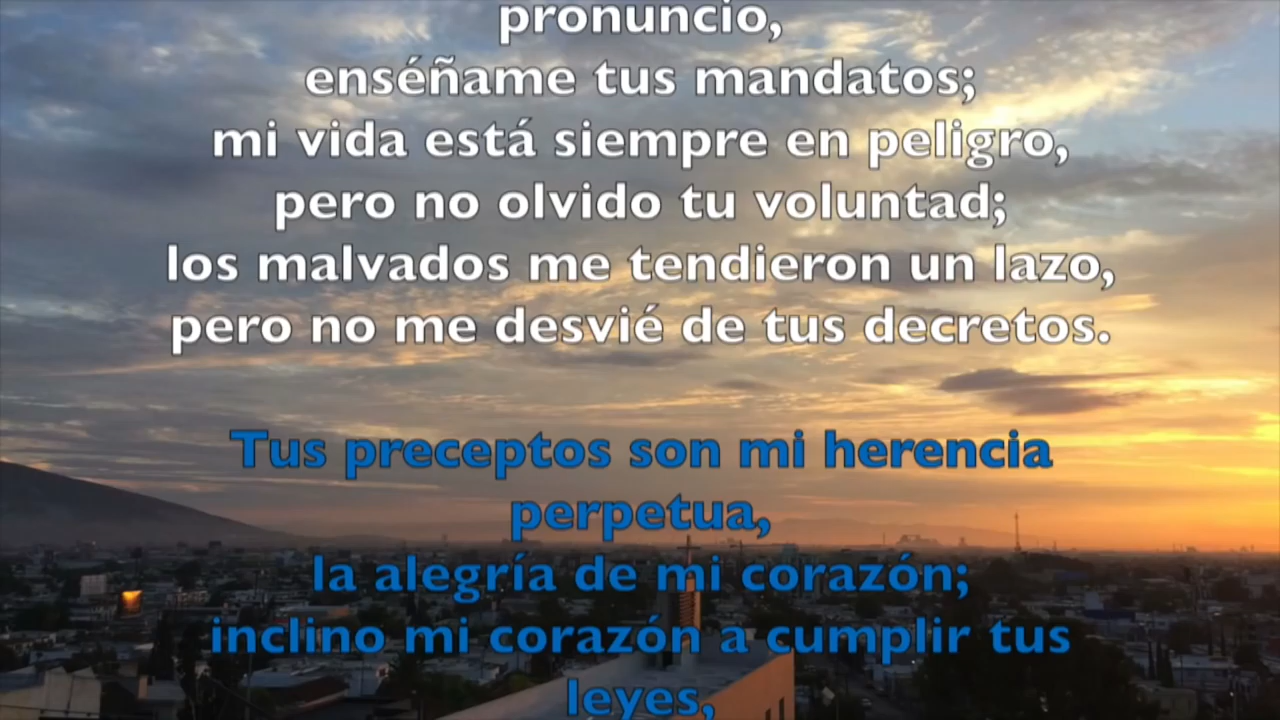 pronuncio,
enséñame tus mandatos;
mi vida está siempre en peligro,
pero no olvido tu voluntad;
los malvados me tendieron un lazo,
pero no me desvié de tus decretos.
Tus preceptos son mi herencia
perpetua,
la alegría de mi corazón;
inclino mi corazón a cumplir tus
leyes,